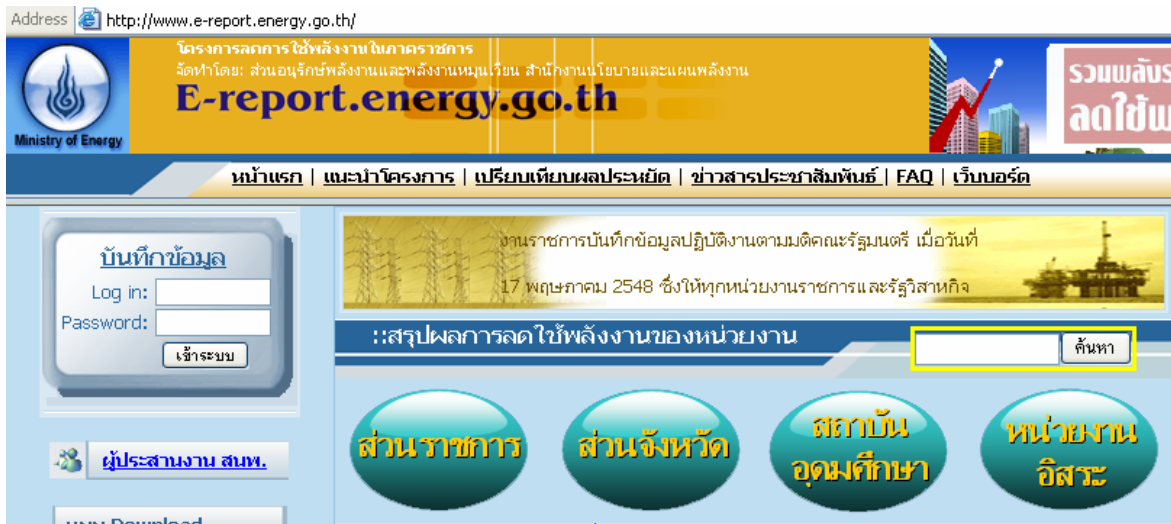 Address http://www.e-report.energy.go.th/
โครงการลดการใช้พลังงานในภาคราชการ
จัดทำโดย: ส่วนอนุรักษ์พลังงานและพลังงานหมุนเวียน สำนักงานนโยบายและแผนพลังงาน
E-report.energy.go.th
Ministry of Energy
รวมพลัง
ลดใช้
หน้าแรก | แนะนำโครงการ | เปรียบเทียบผลประหยัด | ข่าวสารประชาสัมพันธ์ | FAQ | เว็บบอร์ด
บันทึกข้อมูล
Log in:
Password:
เข้าระบบ
ผู้ประสานงาน สนพ.
Download
งานราชการบันทึกข้อมูลปฏิบัติงานตามมติคณะรัฐมนตรี เมื่อวันที่
17 พฤษภาคม 2548 ซึ่งให้ทุกหน่วยงานราชการและรัฐวิสาหกิจ
::สรุปผลการลดใช้พลังงานของหน่วยงาน
ค้นหา
ส่วนราชการ
ส่วนจังหวัด
สถาบัน
อุดมศึกษา
หน่วยงาน
อิสระ